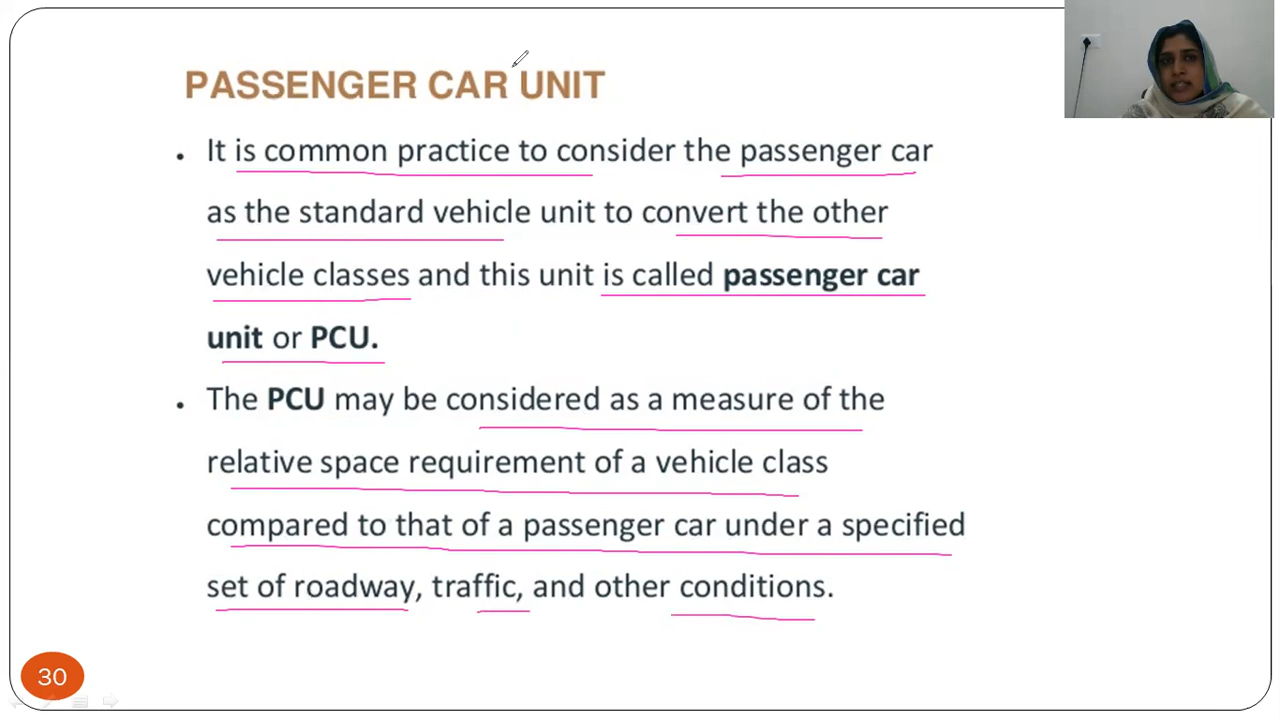 PASSENGER CAR UNIT
• It is common practice to consider the passenger car
as the standard vehicle unit to convert the other
vehicle classes and this unit is called passenger car
unit or PCU.
• The PCU may be considered as a measure of the
relative space requirement of a vehicle class
compared to that of a passenger car under a specified
set of roadway, traffic, and other conditions.
30